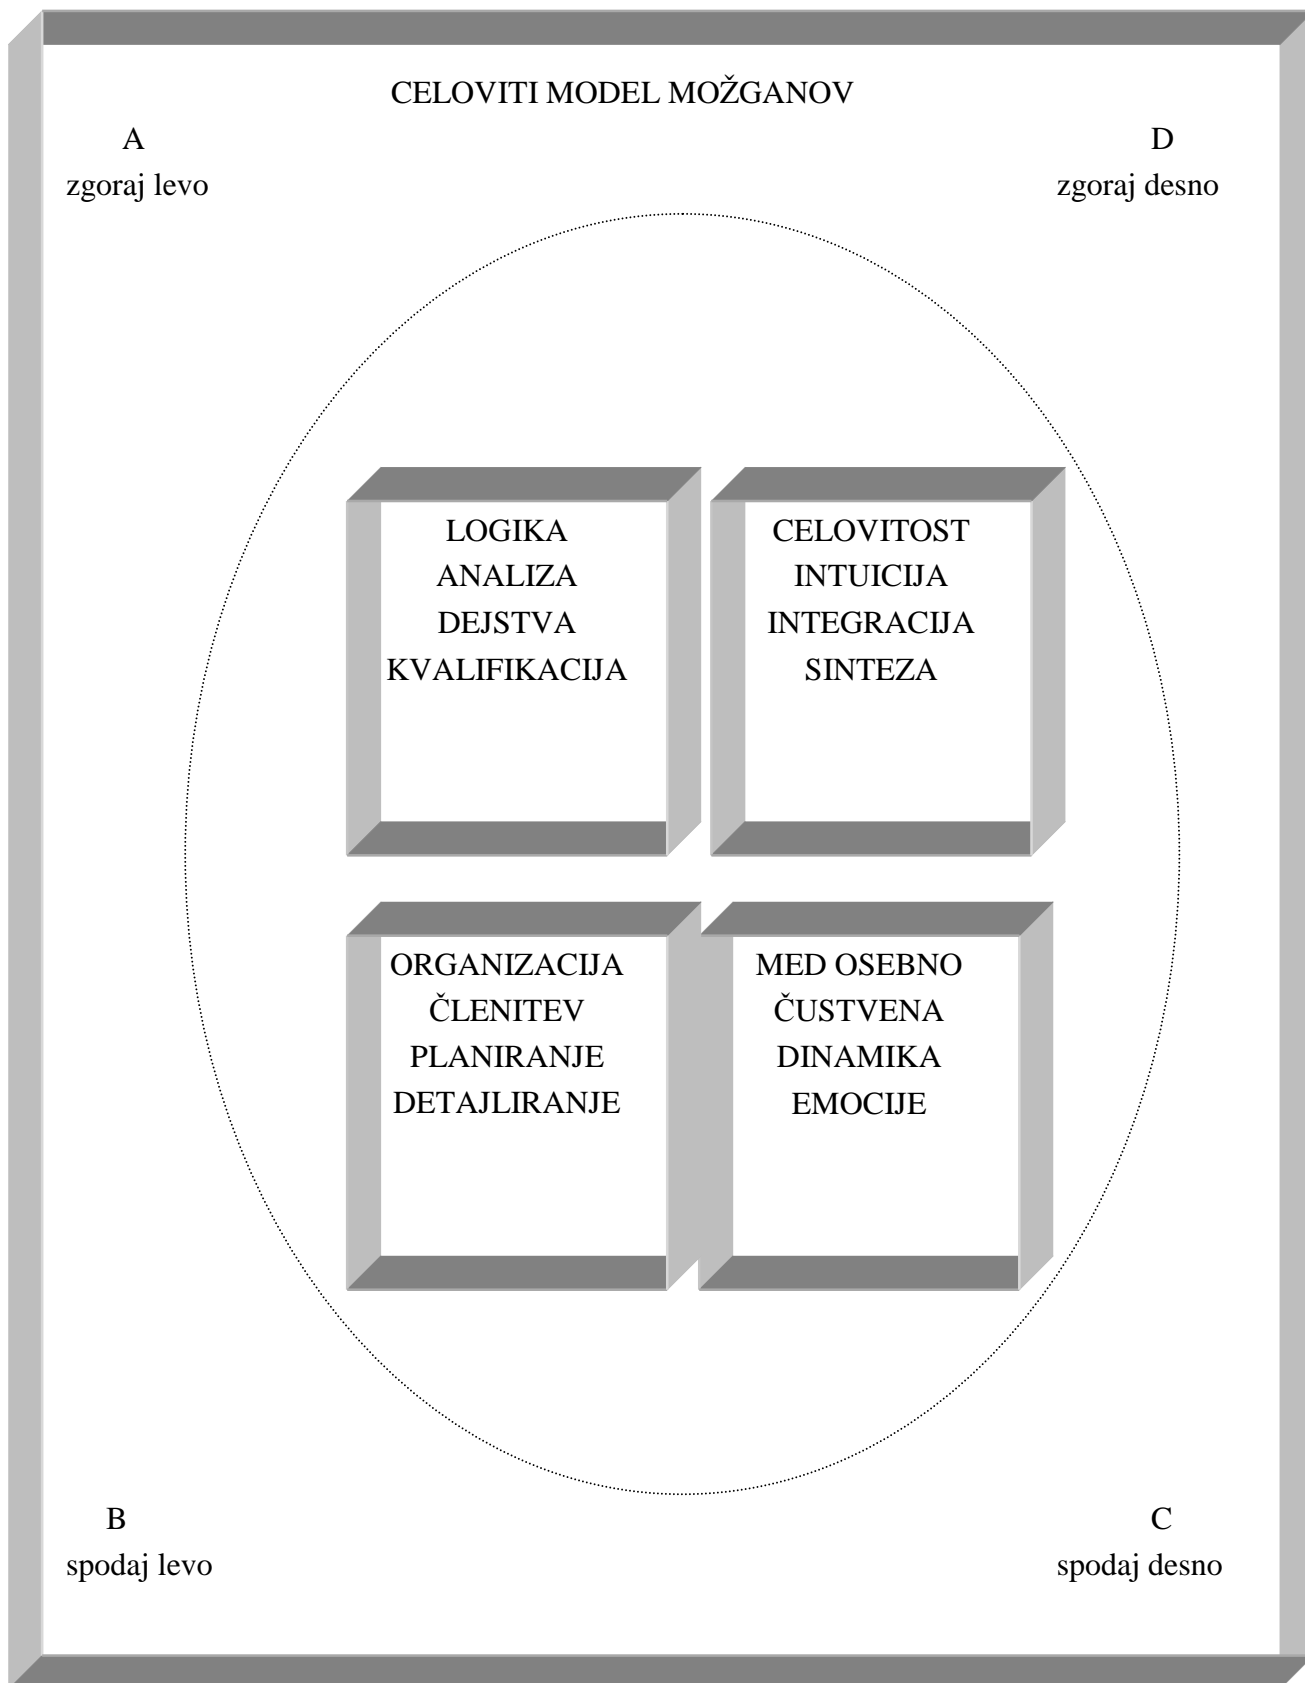 CELOVITI MODEL MOŽGANOV
A
zgoraj levo
D
zgoraj desno
LOGIKA
ANALIZA
DEJSTVA
KVALIFIKACIJA
CELOVITOST
INTUICIJA
INTEGRACIJA
SINTEZA
ORGANIZACIJA
ČLENITEV
PLANIRANJE
DETAJLIRANJE
MED OSEBNO
ČUSTVENA
DINAMIKA
EMOCIJE
B
spodaj levo
C
spodaj desno